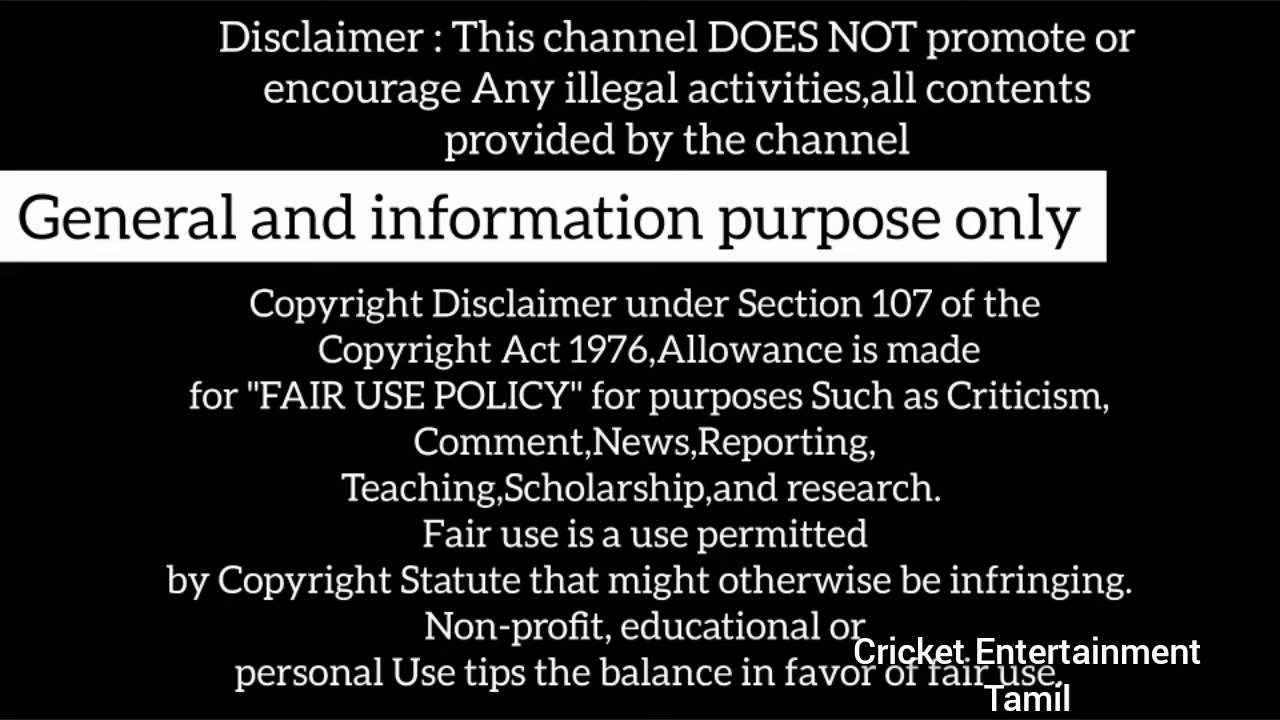 Disclaimer : This channel DOES NOT promote or
encourage Any illegal activities,all contents
provided by the channel
General and information purpose only
Copyright Disclaimer under Section 107 of the
Copyright Act 1976,Allowance is made
for "FAIR USE POLICY" for purposes Such as Criticism,
Comment,News,Reporting,
Teaching,Scholarship,and research.
Fair use is a use permitted
by Copyright Statute that might otherwise be infringing.
Non-profit, educational or
personal Use tips the balance in favor of fair use.
Cricket Entertainment
Tamil